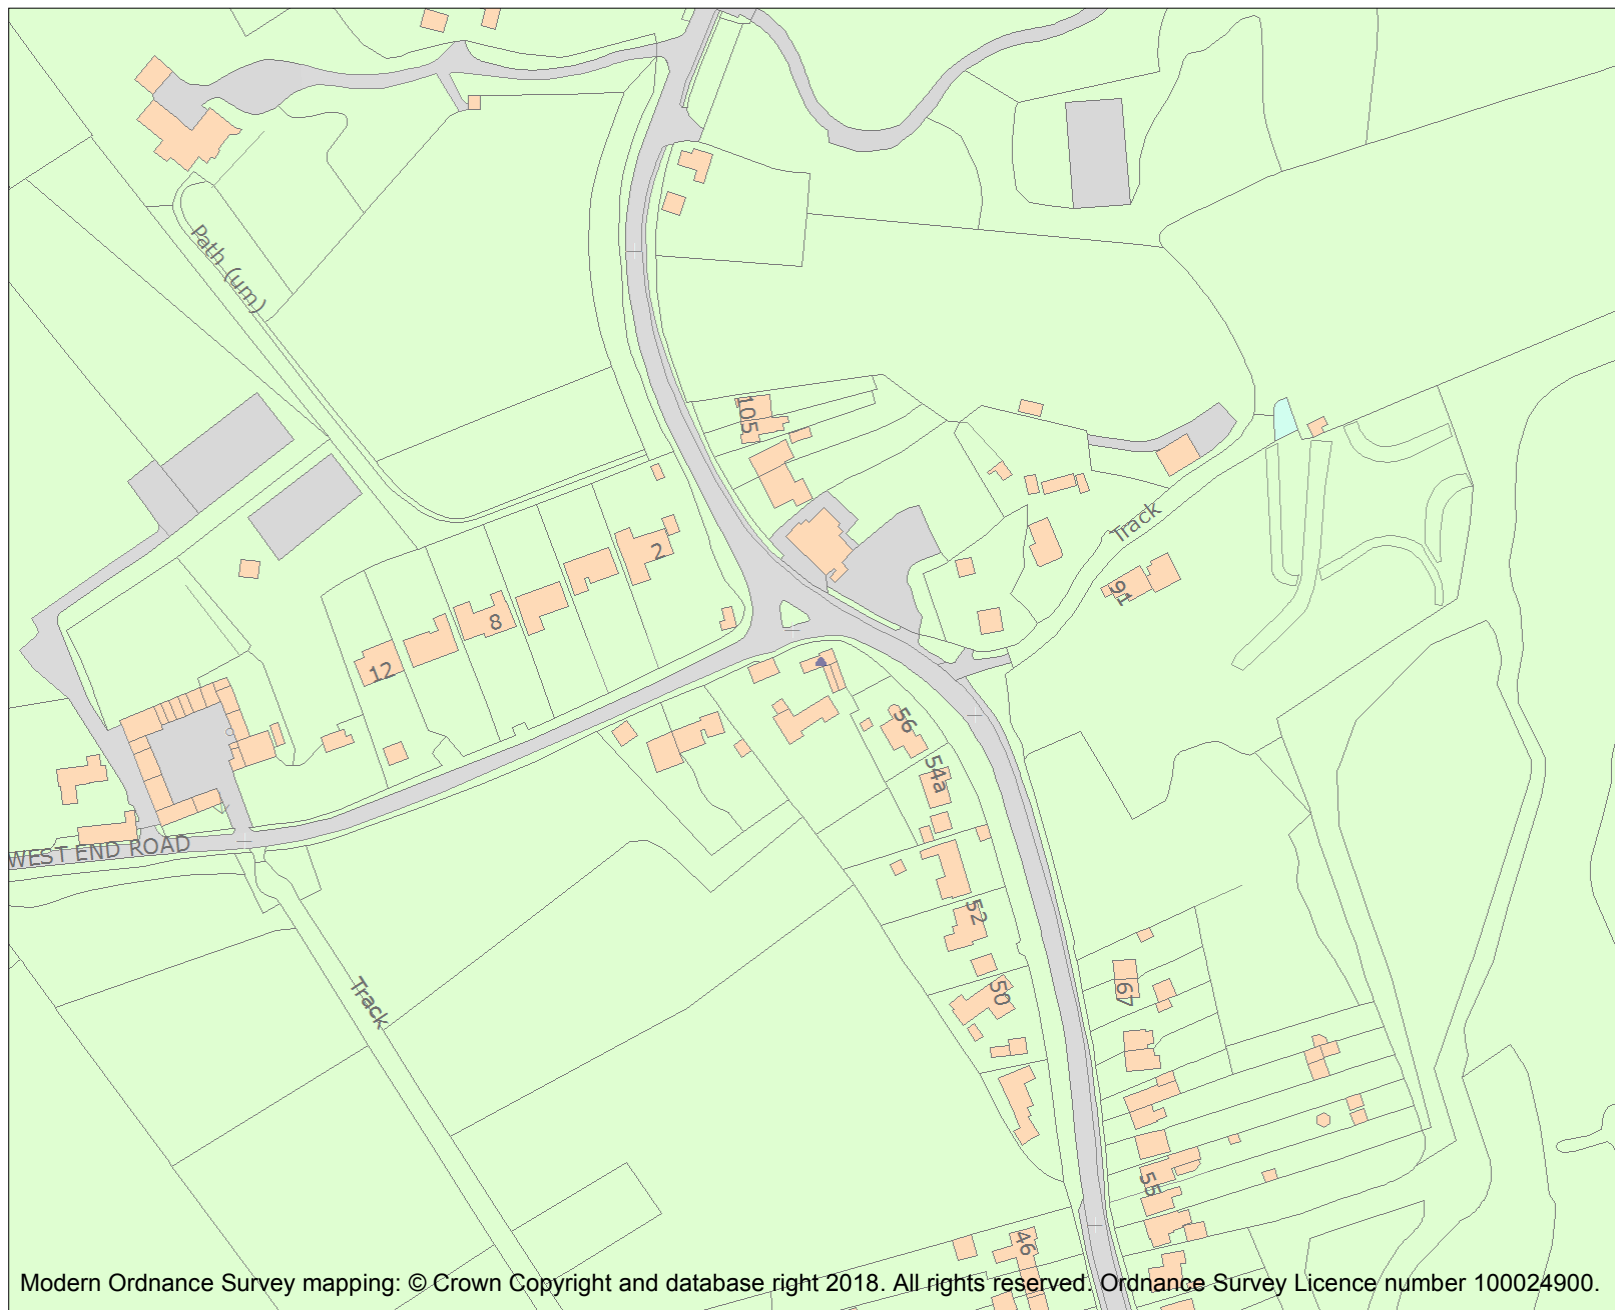 Path (um)
105
2
Track
8
91
12
56
54a
WEST END ROAD
52
Track
50
67
55
46
Modern Ordnance Survey mapping: © Crown Copyright and database right 2018. All rights reserved. Ordnance Survey Licence number 100024900.